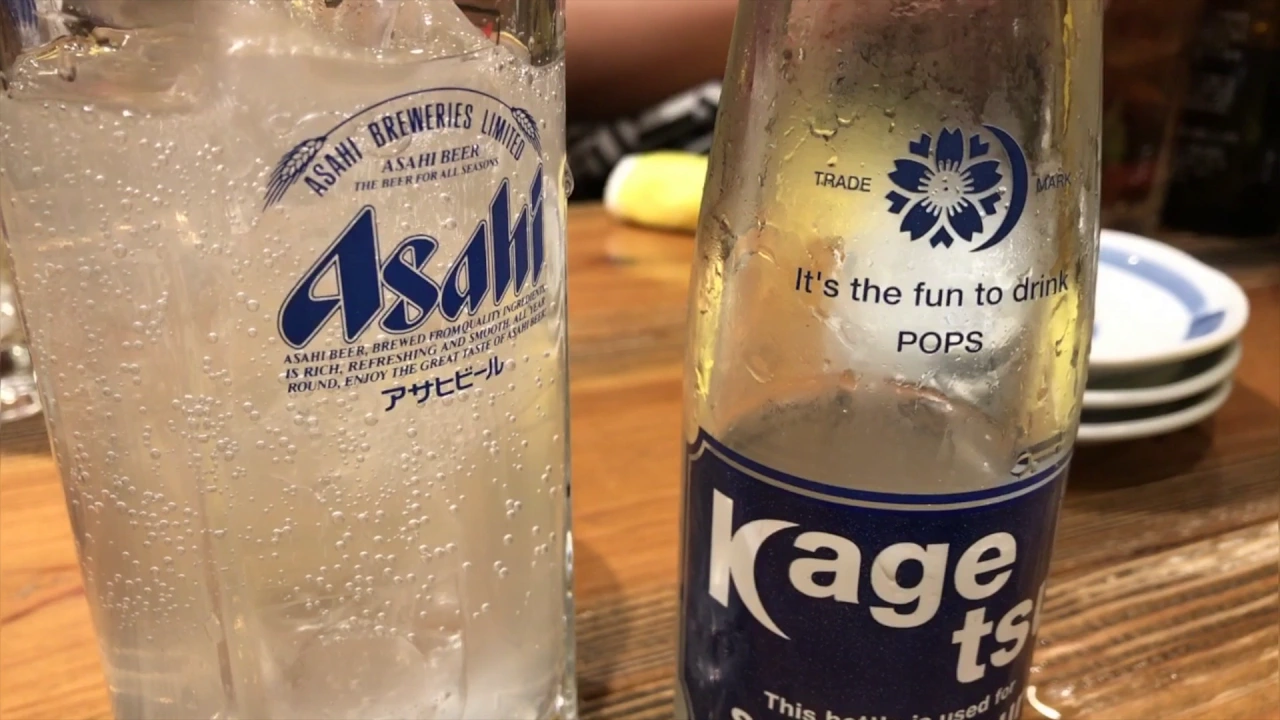 ASAHI BREWERIES LIMITED
ASAHI BEER
THE BEER FOR ALL SEASONS
Asahi
ASAHI BEER, BREWED FROM QUALITY INGREDIENTS,
IS RICH, REFRESHING AND SMOOTH. ALL YEAR
ROUND, ENJOY THE GREAT TASTE OF ASAHI BEER.
アサヒビール
TRADE MARK
It's the fun to drink
POPS
Kage
ts
This bottle is used for